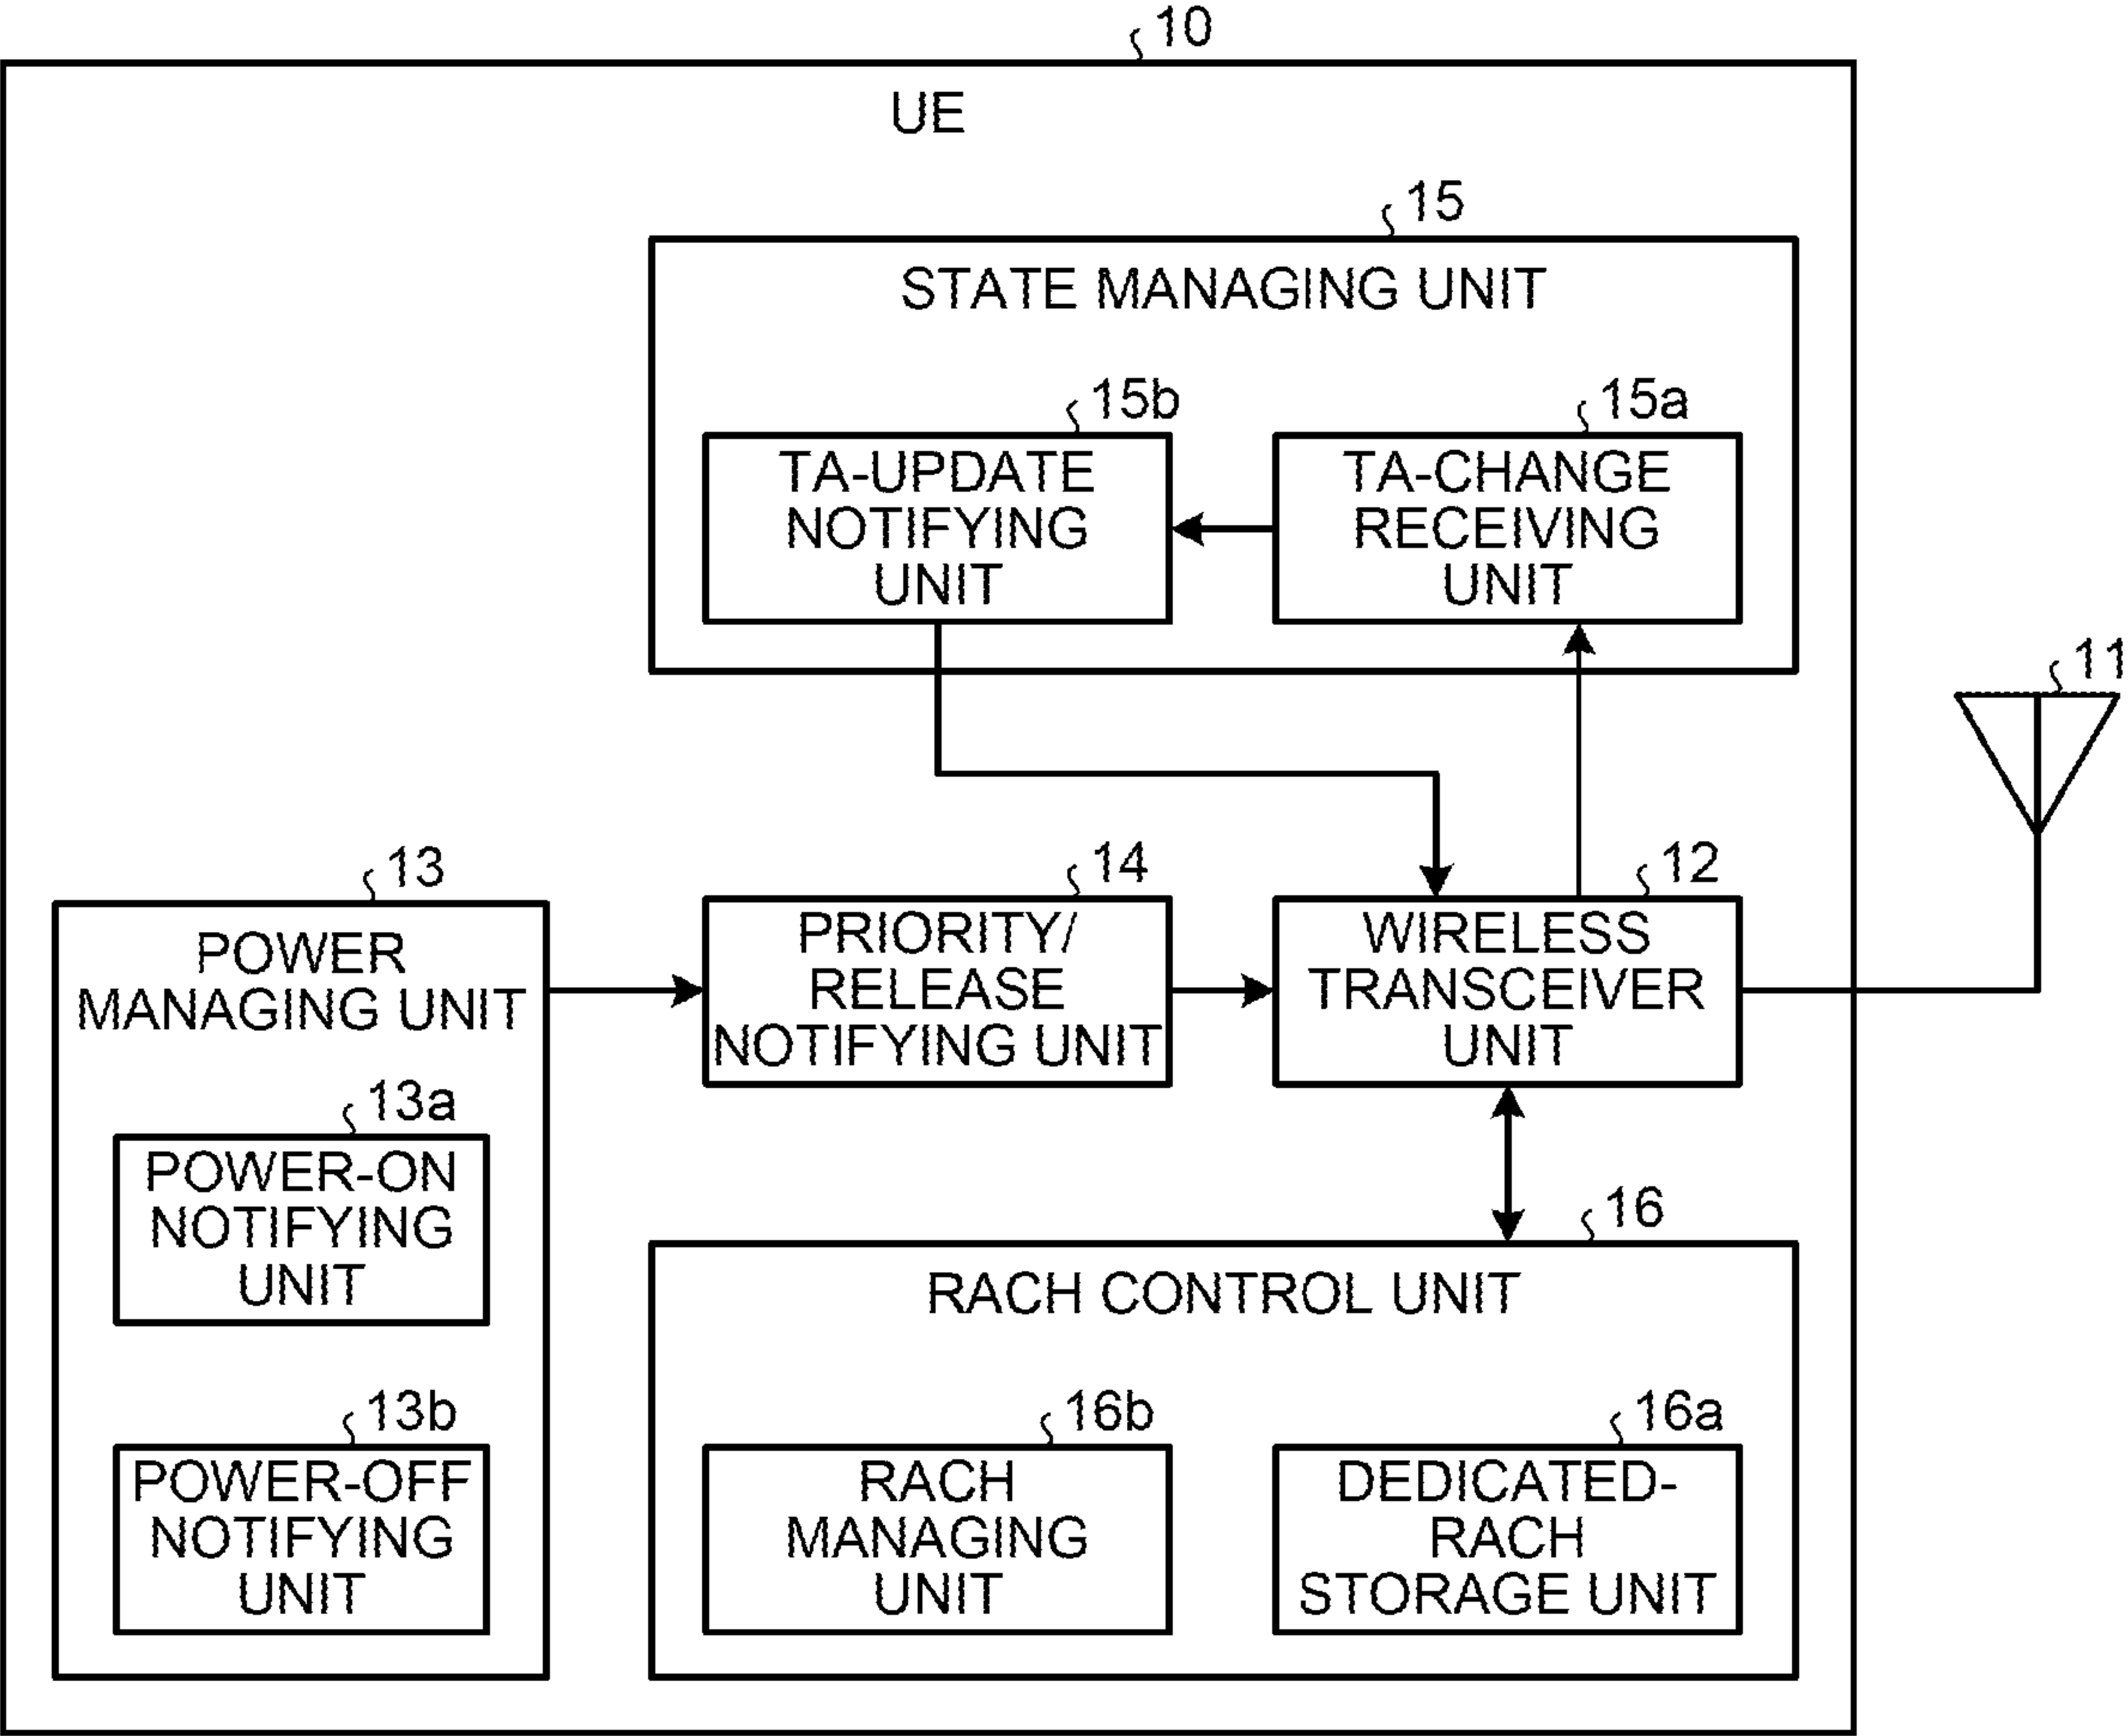 10
UE
15
STATE MANAGING UNIT
15b
TA-UPDATE
NOTIFYING
UNIT
15a
TA-CHANGE
RECEIVING
UNIT
11
13
POWER
MANAGING UNIT
14
PRIORITY/
RELEASE
NOTIFYING UNIT
12
WIRELESS
TRANSCEIVER
UNIT
13a
POWER-ON
NOTIFYING
UNIT
13b
POWER-OFF
NOTIFYING
UNIT
16
RACH CONTROL UNIT
16b
RACH
MANAGING
UNIT
16a
DEDICATED-
RACH
STORAGE UNIT